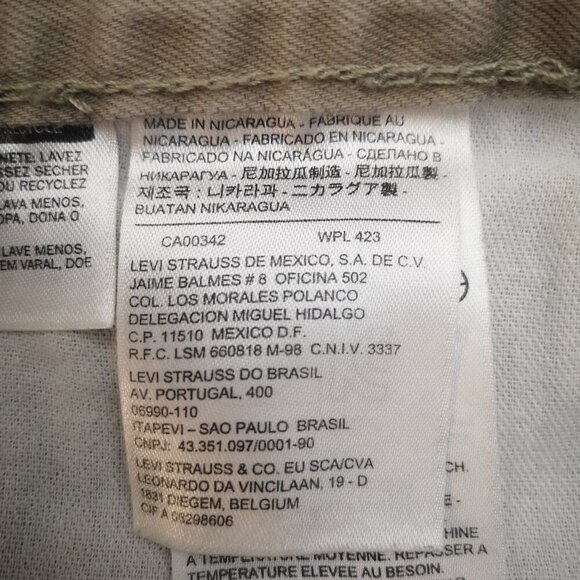 RECYCLE
NETE: LAVEZ
SSEZ SÉCHER
OU RECYCLEZ
LAVA MENOS,
OPA, DONA O
LAVE MENOS,
EM VARAL, DOE
MADE IN NICARAGUA - FABRIQUE AU
NICARAGUA - FABRICADO EN NICARAGUA -
FABRICADO NA NICARÁGUA - СДЕЛАНО В
НИКАРАГУА - 尼加拉瓜制造 - 尼加拉瓜製 -
제조국 : 니카라과 - ニカラグア製 -
BUATAN NIKARAGUA
CA00342 WPL 423
LEVI STRAUSS DE MEXICO, S.A. DE C.V.
JAIME BALMES # 8 OFICINA 502
COL. LOS MORALES POLANCO
DELEGACION MIGUEL HIDALGO
C.P. 11510 MEXICO D.F.
R.F.C. LSM 660818 M-98 C.N.I.V. 3337
LEVI STRAUSS DO BRASIL
AV. PORTUGAL, 400
06990-110
ITAPEVI – SAO PAULO BRASIL
CNPJ: 43.351.097/0001-90
LEVI STRAUSS & CO. EU SCA/CVA
LEONARDO DA VINCILAAN, 19 - D
1831 DIEGEM, BELGIUM
CIF A 08298606
CH.
E -
HINE
A TEMPERATURE MOYENNE. REPASSER A
TEMPERATURE ELEVEE AU BESOIN.